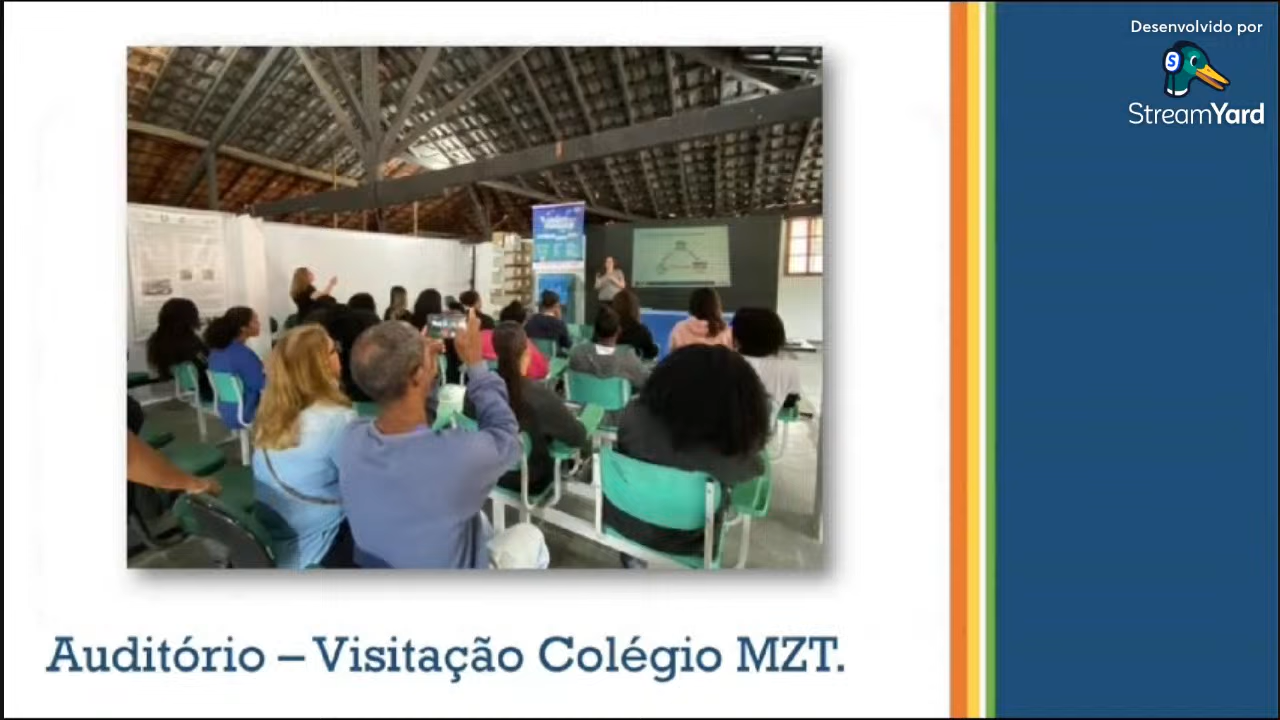 Desenvolvido por
StreamYard
Auditório – Visitação Colégio MZT.